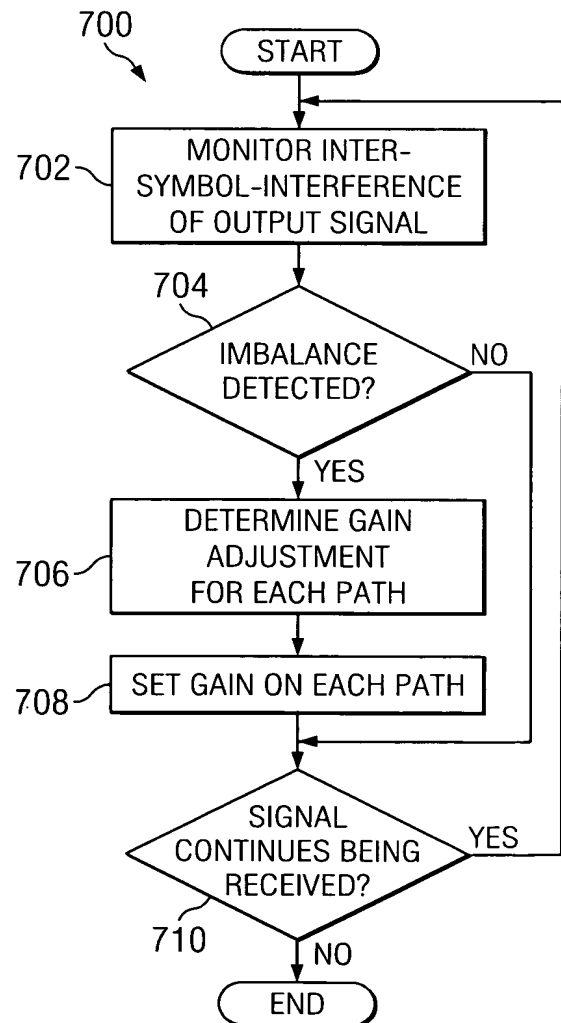 700
START
702
MONITOR INTER-
SYMBOL-INTERFERENCE
OF OUTPUT SIGNAL
704
IMBALANCE
DETECTED?
NO
YES
706
DETERMINE GAIN
ADJUSTMENT
FOR EACH PATH
708
SET GAIN ON EACH PATH
SIGNAL
CONTINUES BEING
RECEIVED?
YES
710
NO
END